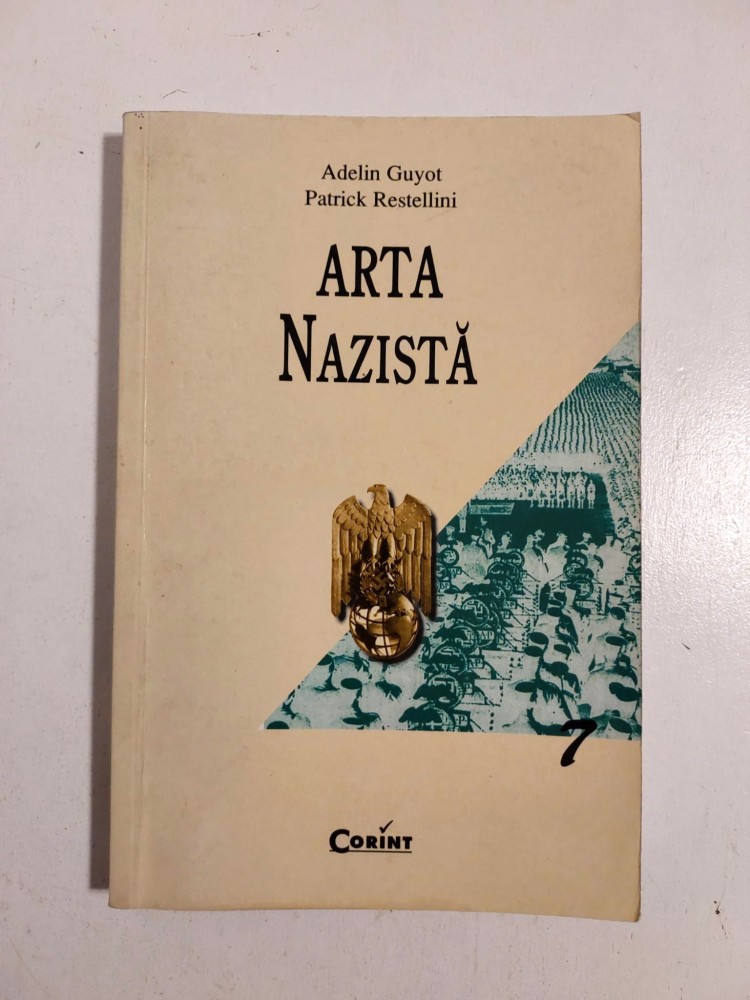 Adelin Guyot
Patrick Restellini
ARTA
NAZISTĂ
7
CORINT